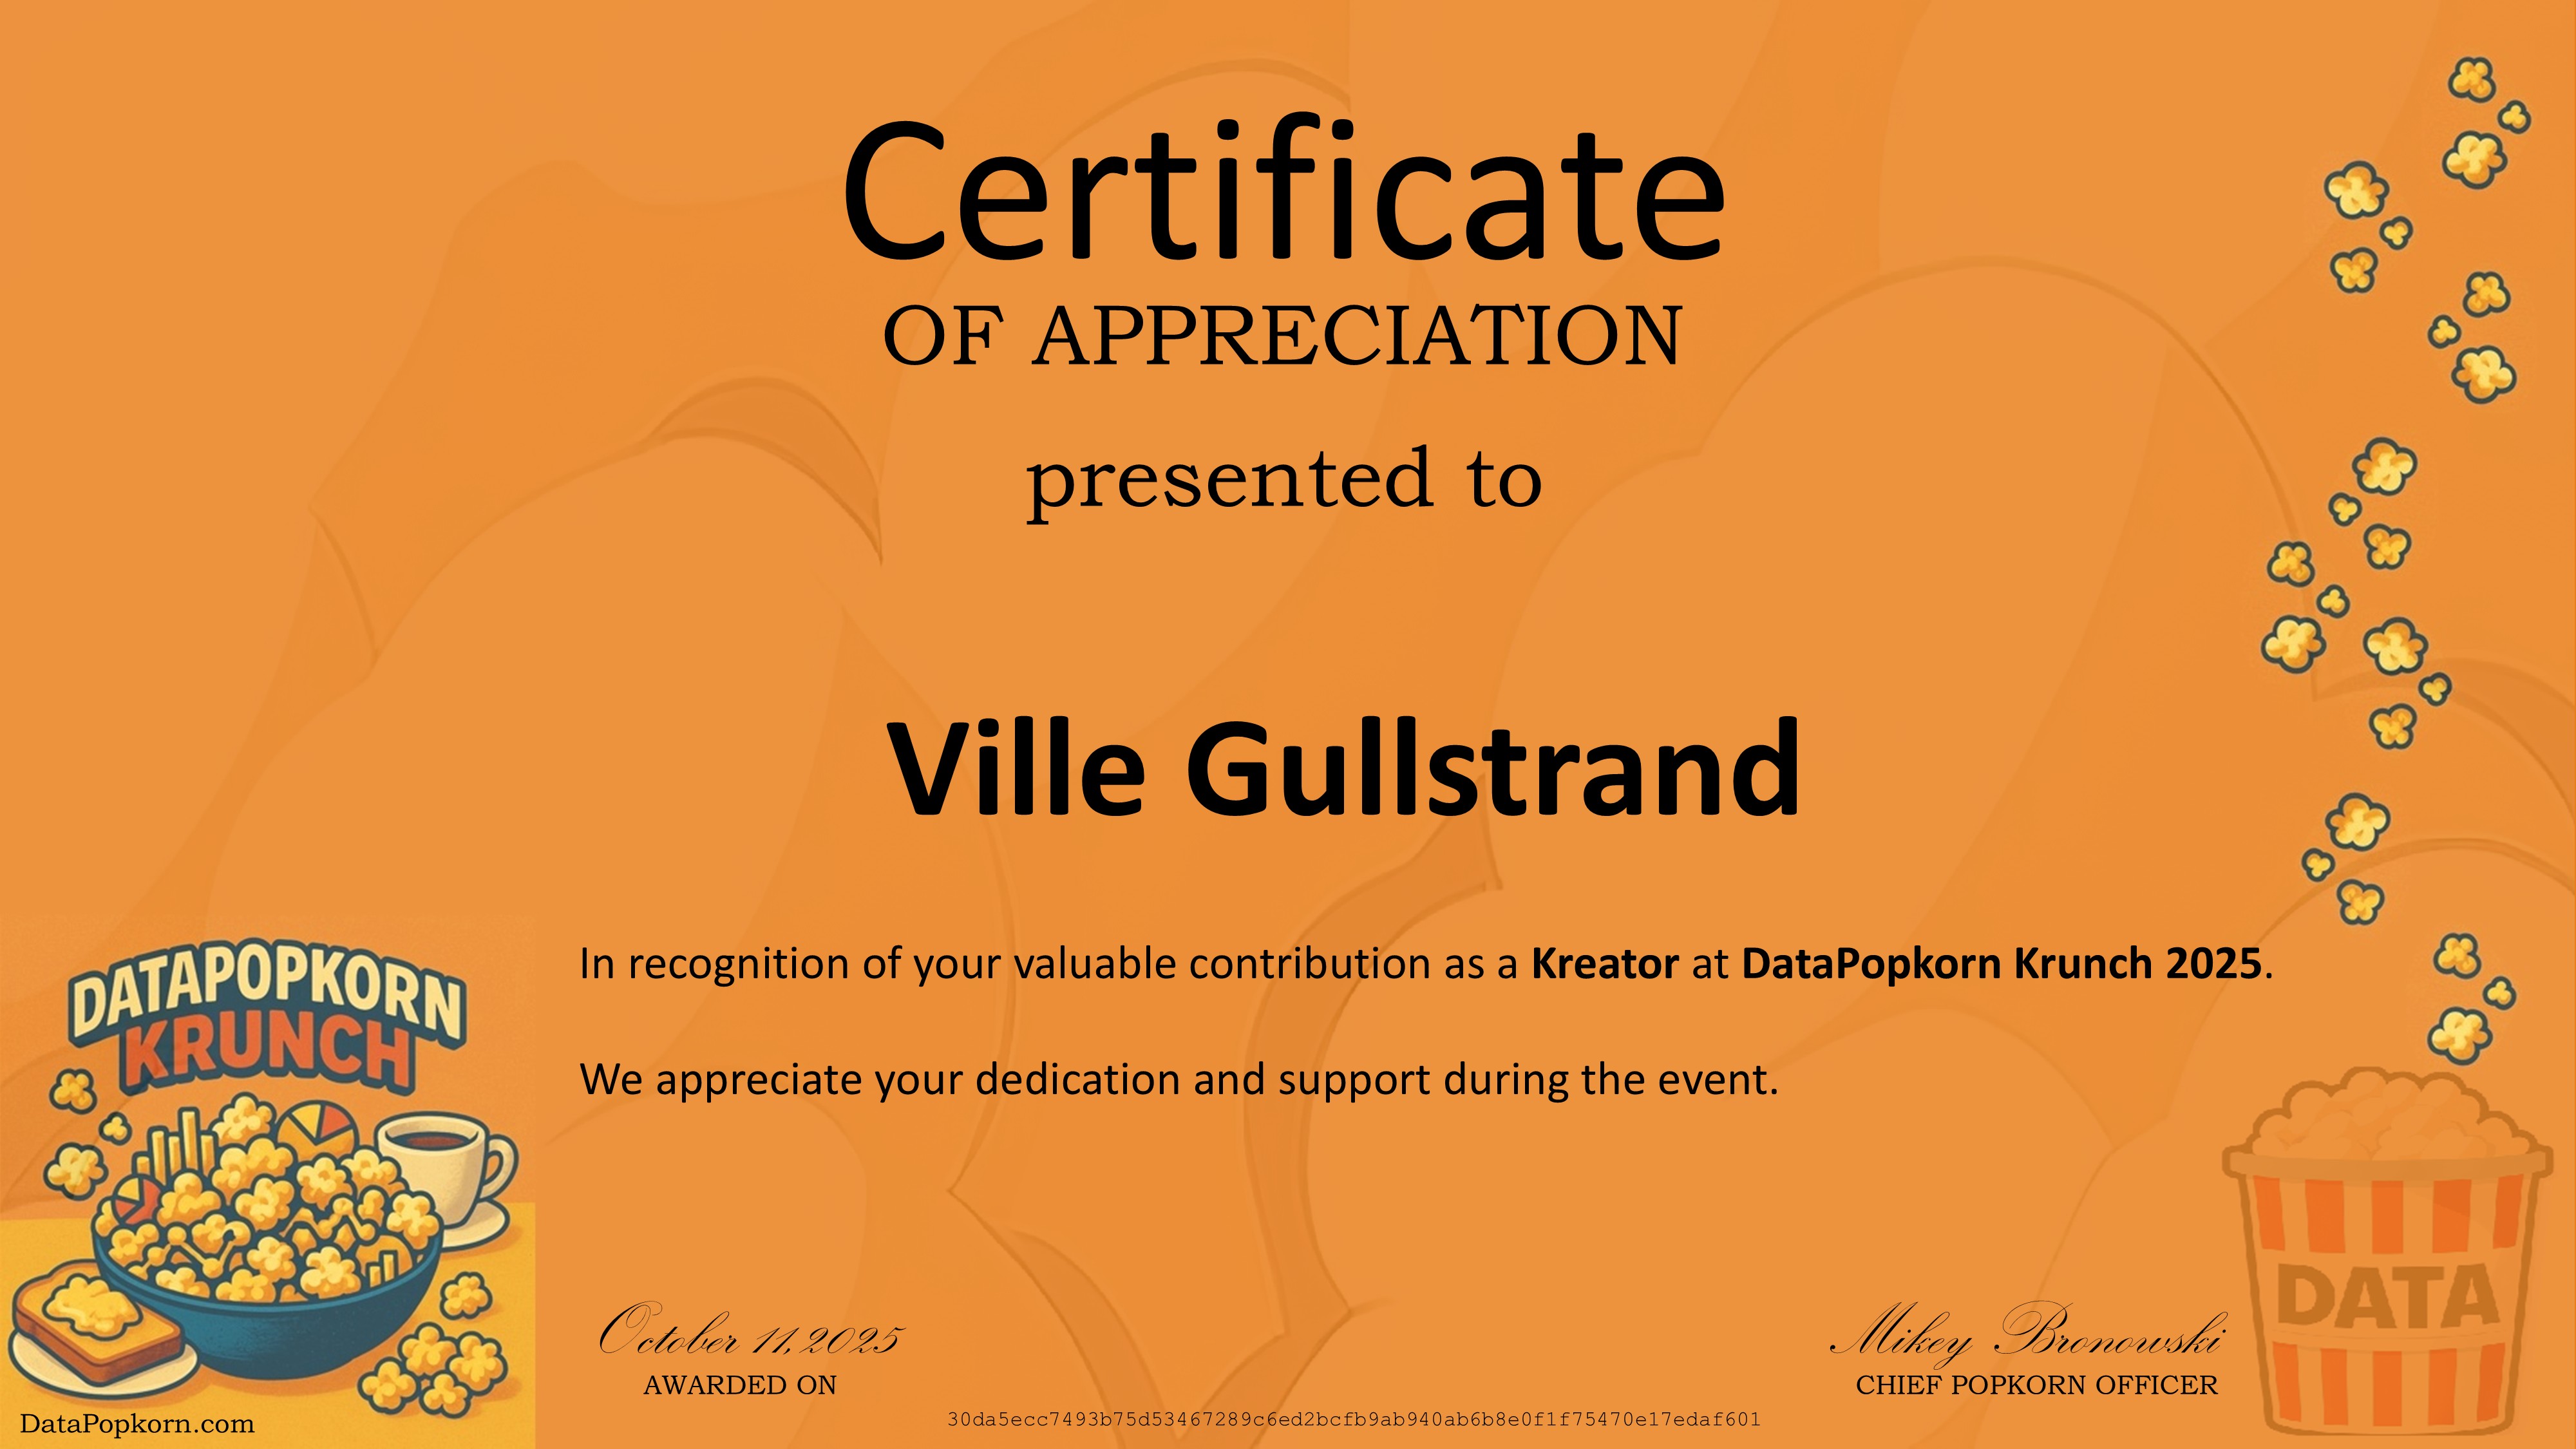 Certificate
OF APPRECIATION
presented to
Ville Gullstrand
In recognition of your valuable contribution as a Kreator at DataPopkorn Krunch 2025.
We appreciate your dedication and support during the event.
DATAPOPKORN
KRUNCH
DATA
October 11, 2025
AWARDED ON
Mikey Bronowski
CHIEF POPKORN OFFICER
DataPopkorn.com
30da5ecc7493b75d53467289c6ed2bcfb9ab940ab6b8e0f1f75470e17edaf601